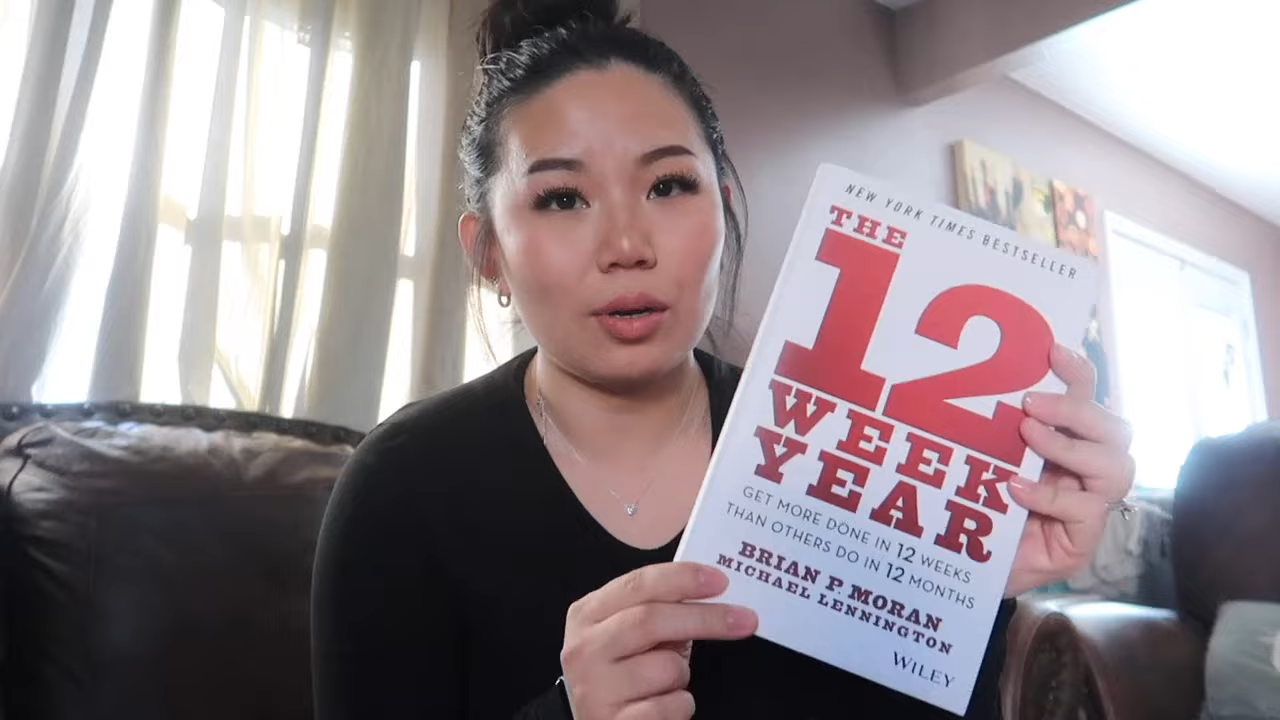 NEW YORK TIMES BESTSELLER
THE
12
WEEK
YEAR
GET MORE DONE IN 12 WEEKS
THAN OTHERS DO IN 12 MONTHS
BRIAN P. MORAN
MICHAEL LENNINGTON
WILEY